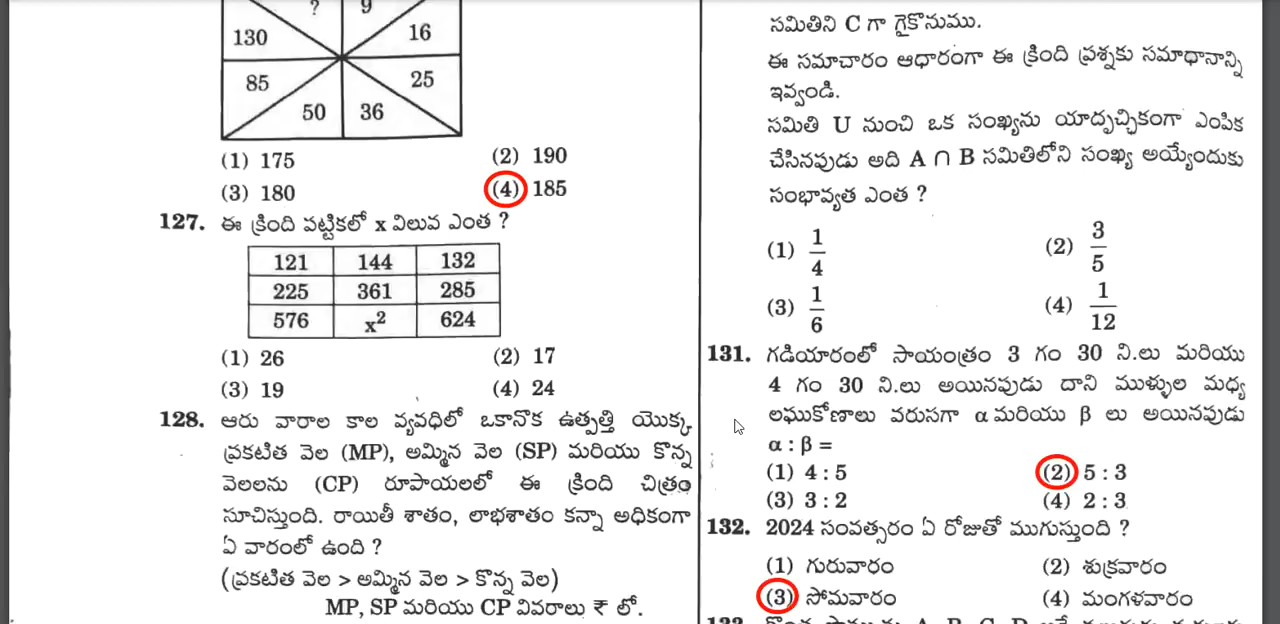 ? 9
130 16
85 25
50 36
(1) 175 (2) 190
(3) 180 (4) 185
127. ఈ క్రింది పట్టికలో x విలువ ఎంత ?
121 144 132
225 361 285
576 x² 624
(1) 26 (2) 17
(3) 19 (4) 24
128. ఆరు వారాల కాల వ్యవధిలో ఒకానొక ఉత్పత్తి యొక్క
ప్రకటిత వెల (MP), అమ్మిన వెల (SP) మరియు కొన్న
వెలలను (CP) రూపాయలలో ఈ క్రింది చిత్రం
సూచిస్తుంది. రాయితీ శాతం, లాభశాతం కన్నా అధికంగా
ఏ వారంలో ఉంది ?
(ప్రకటిత వెల > అమ్మిన వెల > కొన్న వెల)
MP, SP మరియు CP వివరాలు ₹ లో.
సమితిని C గా గైకొనుము.
ఈ సమాచారం ఆధారంగా ఈ క్రింది ప్రశ్నకు సమాధానాన్ని
ఇవ్వండి.
సమితి U నుంచి ఒక సంఖ్యను యాదృచ్ఛికంగా ఎంపిక
చేసినపుడు అది A ∩ B సమితిలోని సంఖ్య అయ్యేందుకు
సంభావ్యత ఎంత ?
(1) 1/4 (2) 3/5
(3) 1/6 (4) 1/12
131. గడియారంలో సాయంత్రం 3 గం 30 ని.లు మరియు
4 గం 30 ని.లు అయినపుడు దాని ముళ్ళుల మధ్య
లఘుకోణాలు వరుసగా α మరియు β లు అయినపుడు
α : β =
(1) 4 : 5 (2) 5 : 3
(3) 3 : 2 (4) 2 : 3
132. 2024 సంవత్సరం ఏ రోజుతో ముగుస్తుంది ?
(1) గురువారం (2) శుక్రవారం
(3) సోమవారం (4) మంగళవారం